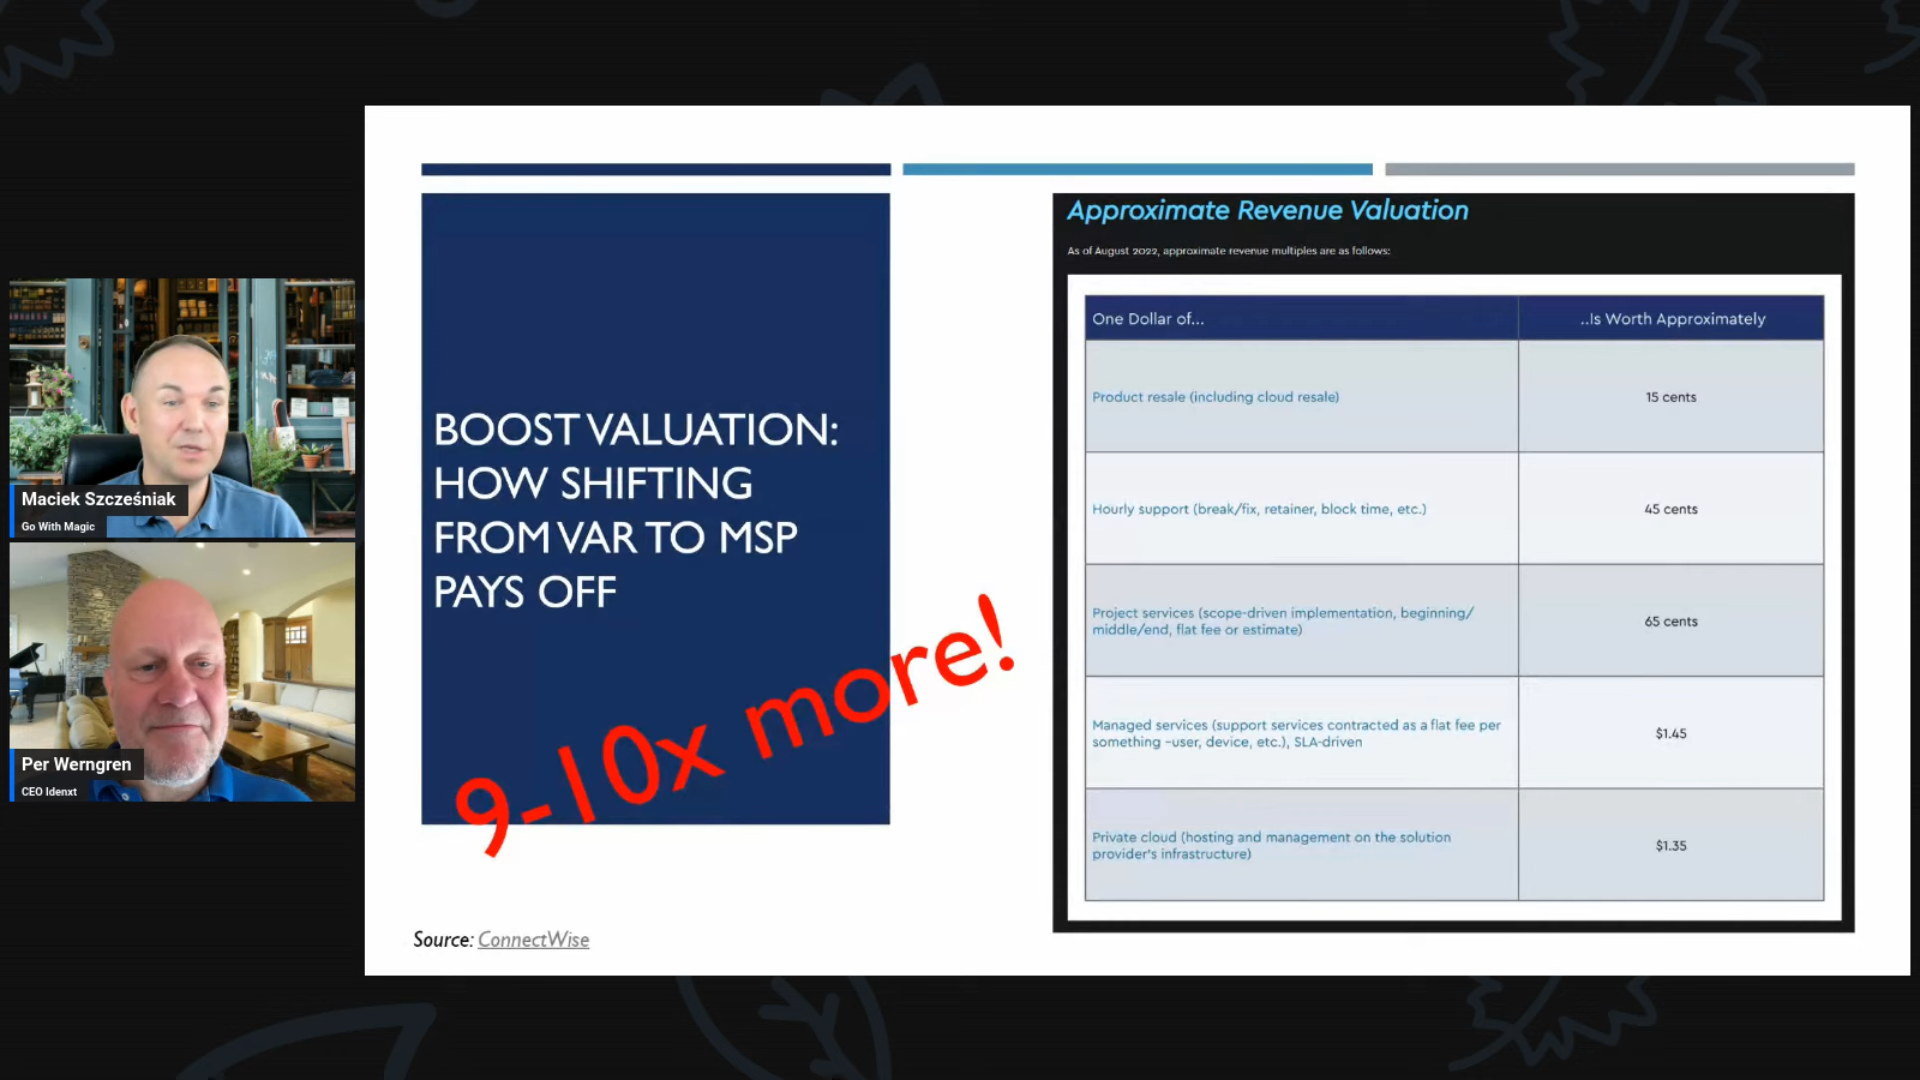 Maciek Szcześniak
Go With Magic
Per Werngren
CEO Idenxt
BOOST VALUATION:
HOW SHIFTING
FROM VAR TO MSP
PAYS OFF
9-10x more!
Source: ConnectWise
Approximate Revenue Valuation
As of August 2022, approximate revenue multiples are as follows:
One Dollar of...
..Is Worth Approximately
Product resale (including cloud resale)
15 cents
Hourly support (break/fix, retainer, block time, etc.)
45 cents
Project services (scope-driven implementation, beginning/
middle/end, flat fee or estimate)
65 cents
Managed services (support services contracted as a flat fee per
something -user, device, etc.), SLA-driven
$1.45
Private cloud (hosting and management on the solution
provider's infrastructure)
$1.35